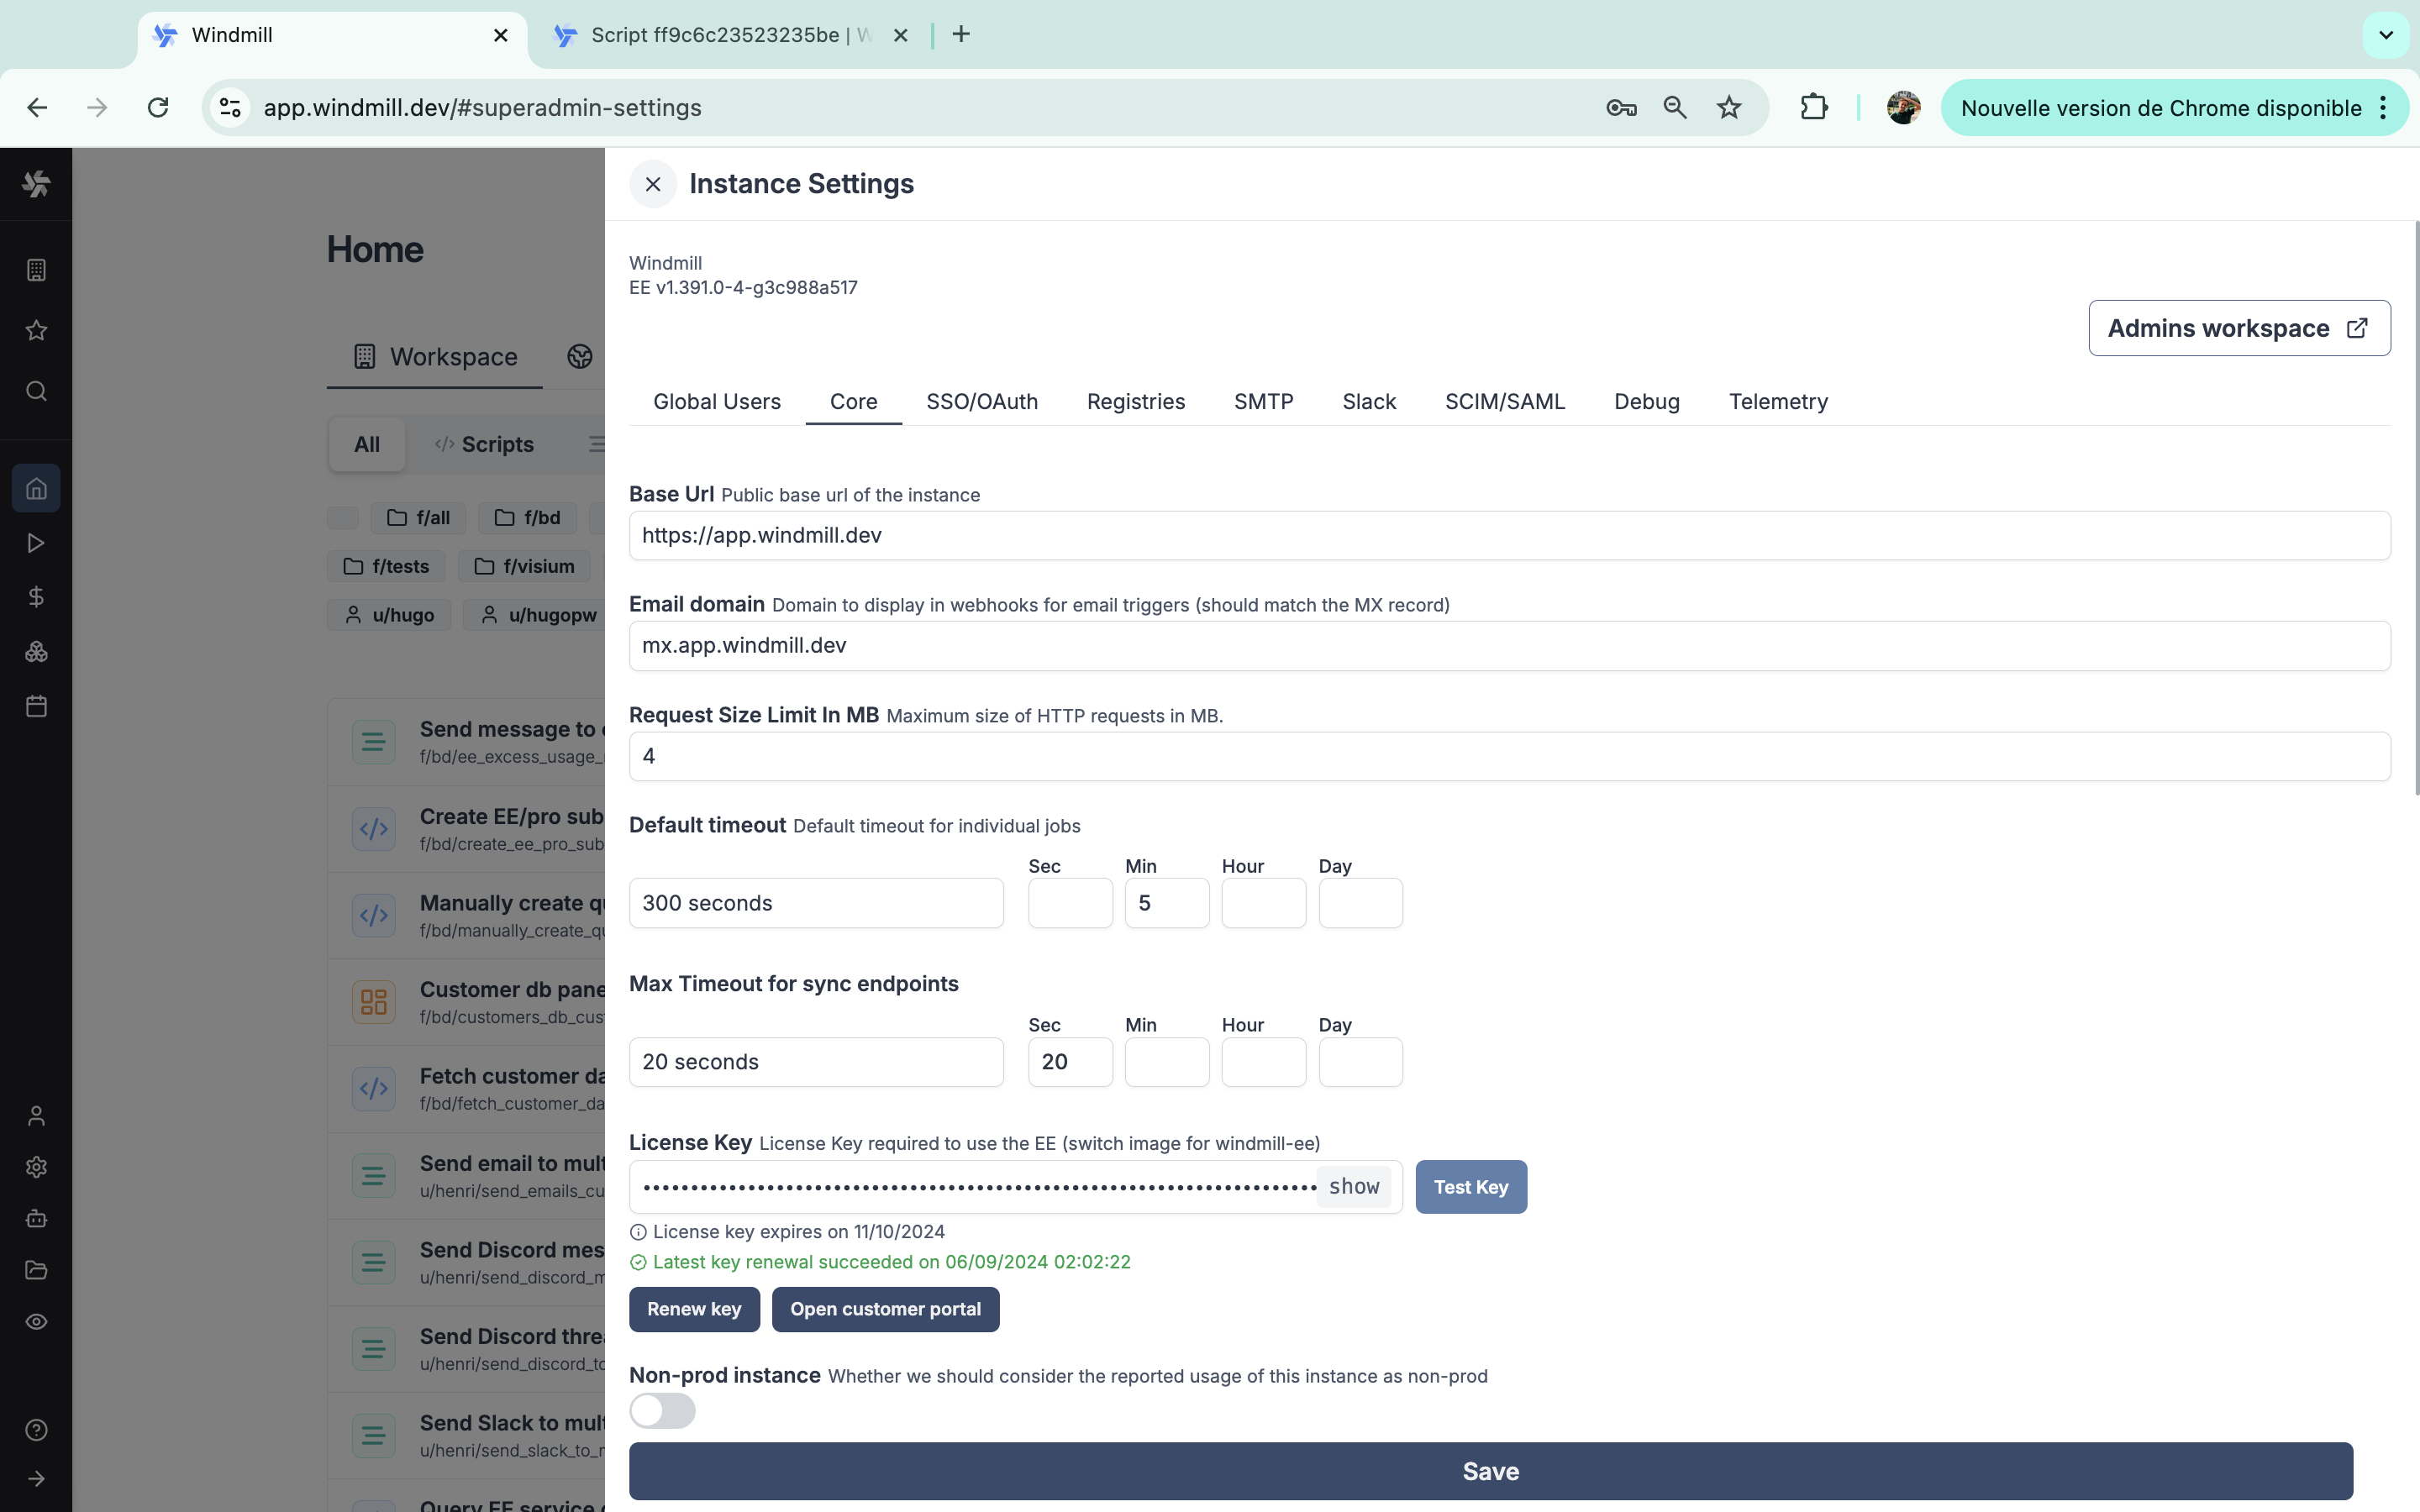 Windmill
Script ff9c6c23523235be | W
app.windmill.dev/#superadmin-settings
Nouvelle version de Chrome disponible
Home
Workspace
All
Scripts
f/all
f/bd
f/tests
f/visium
u/hugo
u/hugopw
Send message to
f/bd/ee_excess_usage_
Create EE/pro sub
f/bd/create_ee_pro_sub
Manually create q
f/bd/manually_create_qu
Customer db pane
f/bd/customers_db_cus
Fetch customer da
f/bd/fetch_customer_da
Send email to mult
u/henri/send_emails_cu
Send Discord mes
u/henri/send_discord_m
Send Discord threa
u/henri/send_discord_to
Send Slack to mult
u/henri/send_slack_to_r
Query EE service
Instance Settings
Windmill
EE v1.391.0-4-g3c988a517
Admins workspace
Global Users
Core
SSO/OAuth
Registries
SMTP
Slack
SCIM/SAML
Debug
Telemetry
Base Url Public base url of the instance
https://app.windmill.dev
Email domain Domain to display in webhooks for email triggers (should match the MX record)
mx.app.windmill.dev
Request Size Limit In MB Maximum size of HTTP requests in MB.
4
Default timeout Default timeout for individual jobs
Sec Min Hour Day
300 seconds
5
Max Timeout for sync endpoints
Sec Min Hour Day
20 seconds
20
License Key License Key required to use the EE (switch image for windmill-ee)
show
Test Key
License key expires on 11/10/2024
Latest key renewal succeeded on 06/09/2024 02:02:22
Renew key
Open customer portal
Non-prod instance Whether we should consider the reported usage of this instance as non-prod
Save